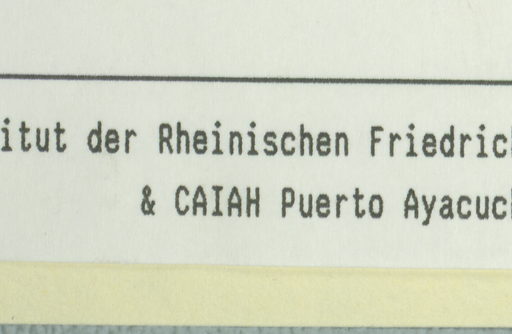 itut der Rheinischen Friedric
& CAIAH Puerto Ayacuc